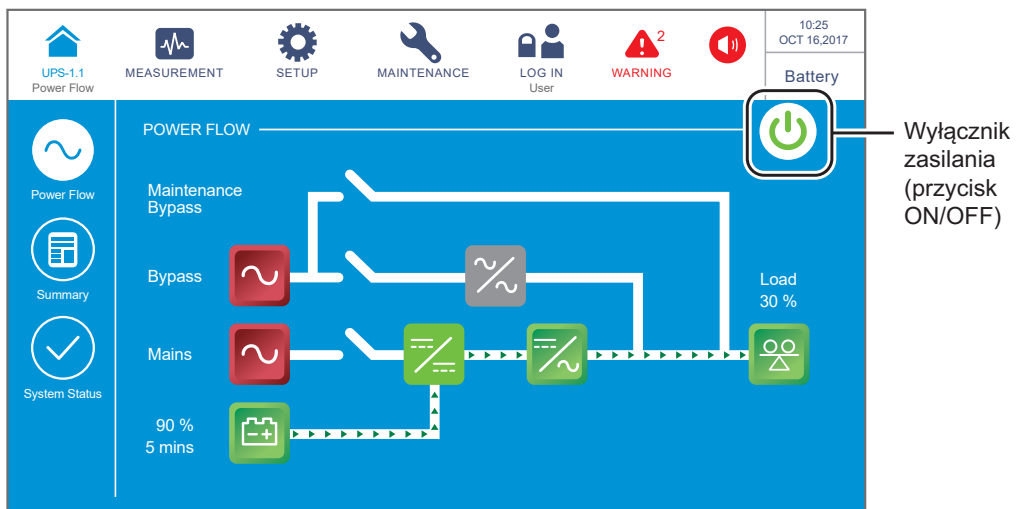 UPS-1.1
Power Flow
MEASUREMENT
SETUP
MAINTENANCE
LOG IN
User
2
WARNING
10:25
OCT 16,2017
Battery
POWER FLOW
Wyłącznik
zasilania
(przycisk
ON/OFF)
Power Flow
Summary
System Status
Maintenance
Bypass
Bypass
Mains
90 %
5 mins
Load
30 %